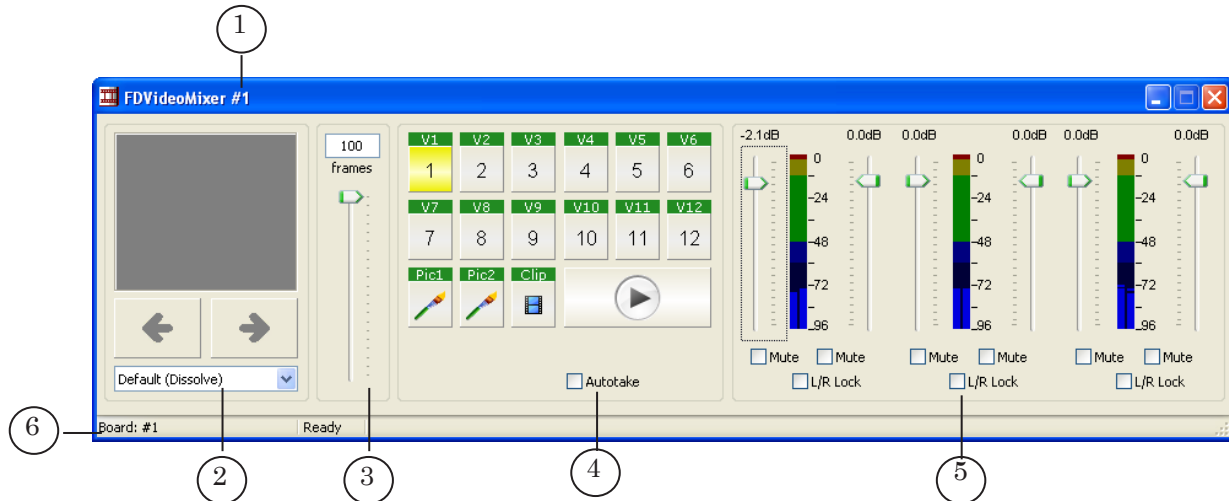 1
FDVideoMixer #1
100
frames
Default (Dissolve)
V1 V2 V3 V4 V5 V6
1 2 3 4 5 6
V7 V8 V9 V10 V11 V12
7 8 9 10 11 12
Pic1 Pic2 Clip
Autotake
-2.1dB 0.0dB 0.0dB 0.0dB 0.0dB 0.0dB
0 0 0
-24 -24 -24
-48 -48 -48
-72 -72 -72
-96 -96 -96
Mute Mute Mute Mute Mute Mute
L/R Lock L/R Lock L/R Lock
Board: #1 Ready
6
2 3 4 5